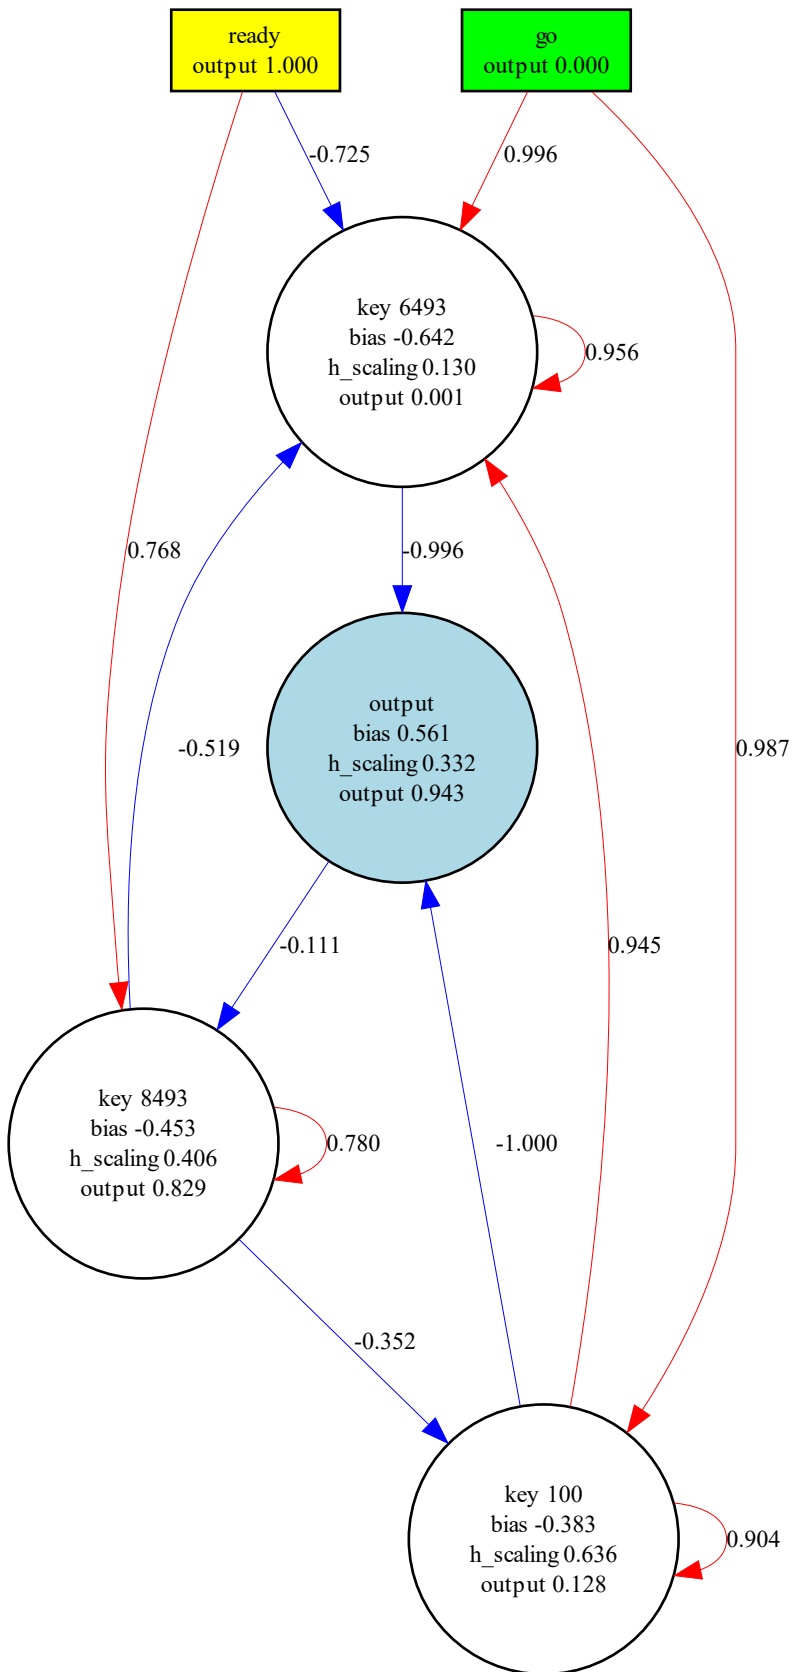 ready
output 1.000
go
output 0.000
-0.725
0.996
key 6493
bias -0.642
h_scaling 0.130
output 0.001
0.956
0.768
-0.996
output
bias 0.561
h_scaling 0.332
output 0.943
-0.519
0.987
-0.111
0.945
key 8493
bias -0.453
h_scaling 0.406
output 0.829
0.780
-1.000
-0.352
key 100
bias -0.383
h_scaling 0.636
output 0.128
0.904